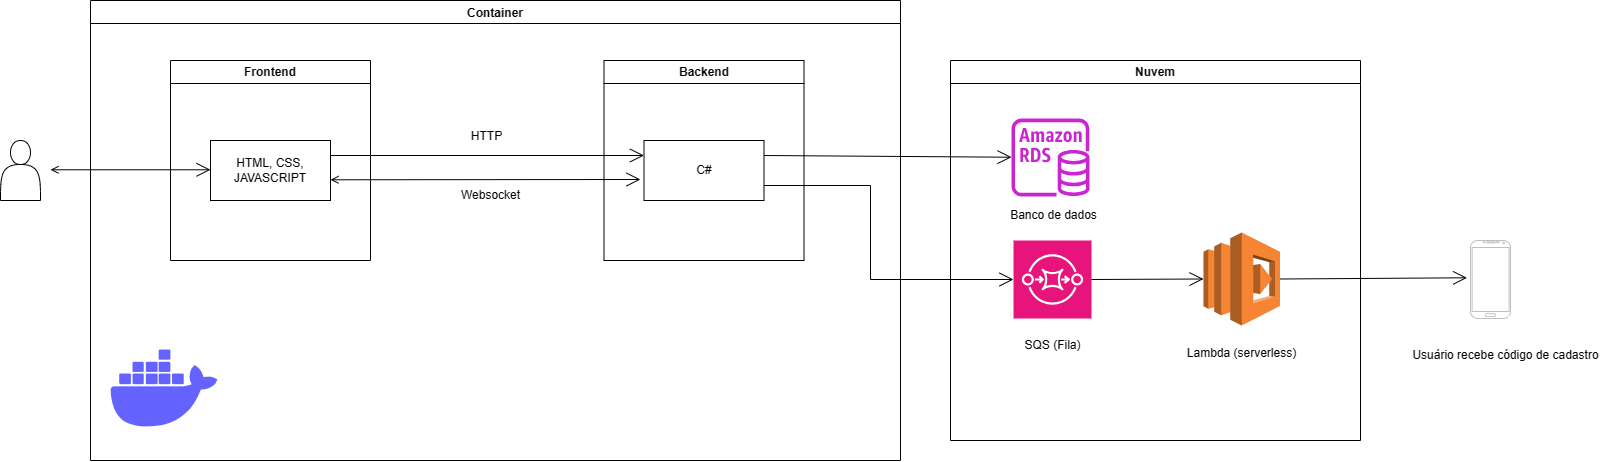 Container
Frontend
Backend
Nuvem
HTML, CSS,
JAVASCRIPT
HTTP
Websocket
C#
Amazon
RDS
Banco de dados
SQS (Fila)
Lambda (serverless)
Usuário recebe código de cadastro